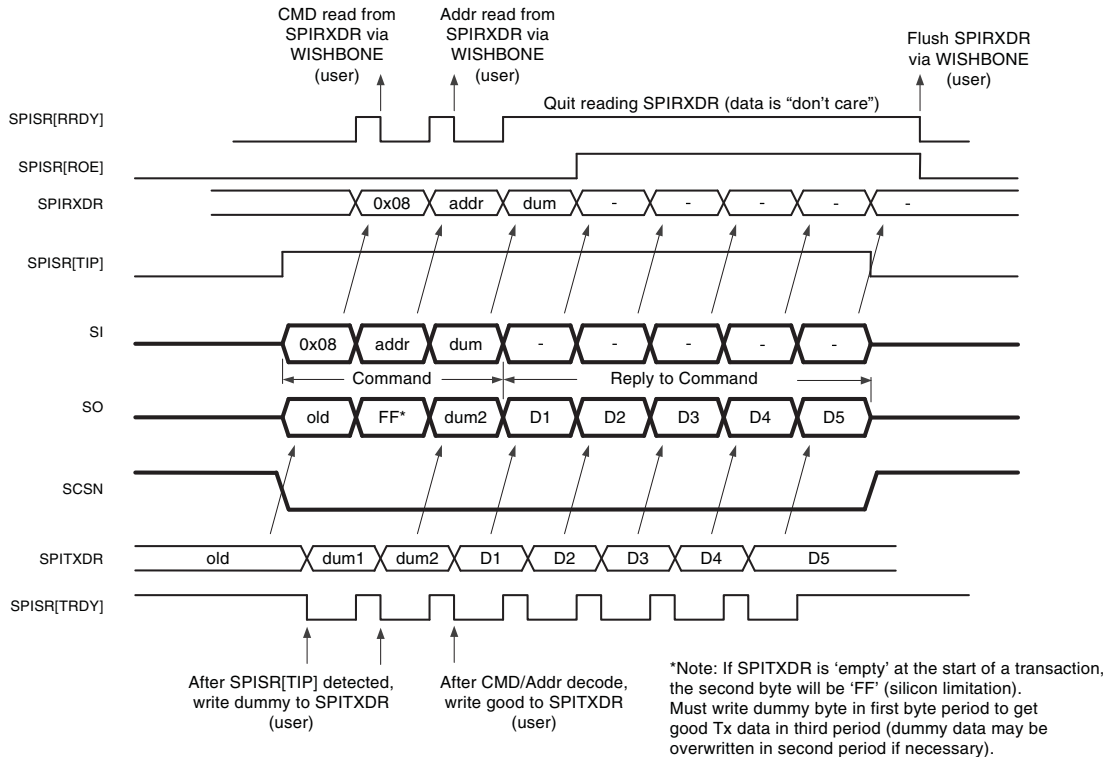 CMD read from
SPIRXDR via
WISHBONE
(user)
Addr read from
SPIRXDR via
WISHBONE
(user)
Flush SPIRXDR
via WISHBONE
(user)
Quit reading SPIRXDR (data is “don’t care”)
SPISR[RRDY]
SPISR[ROE]
SPIRXDR
0x08 addr dum - - - - -
SPISR[TIP]
SI
0x08 addr dum - - - - -
Command Reply to Command
SO
old FF* dum2 D1 D2 D3 D4 D5
SCSN
SPITXDR
old dum1 dum2 D1 D2 D3 D4 D5
SPISR[TRDY]
After SPISR[TIP] detected,
write dummy to SPITXDR
(user)
After CMD/Addr decode,
write good to SPITXDR
(user)
*Note: If SPITXDR is ‘empty’ at the start of a transaction,
the second byte will be ‘FF’ (silicon limitation).
Must write dummy byte in first byte period to get
good Tx data in third period (dummy data may be
overwritten in second period if necessary).